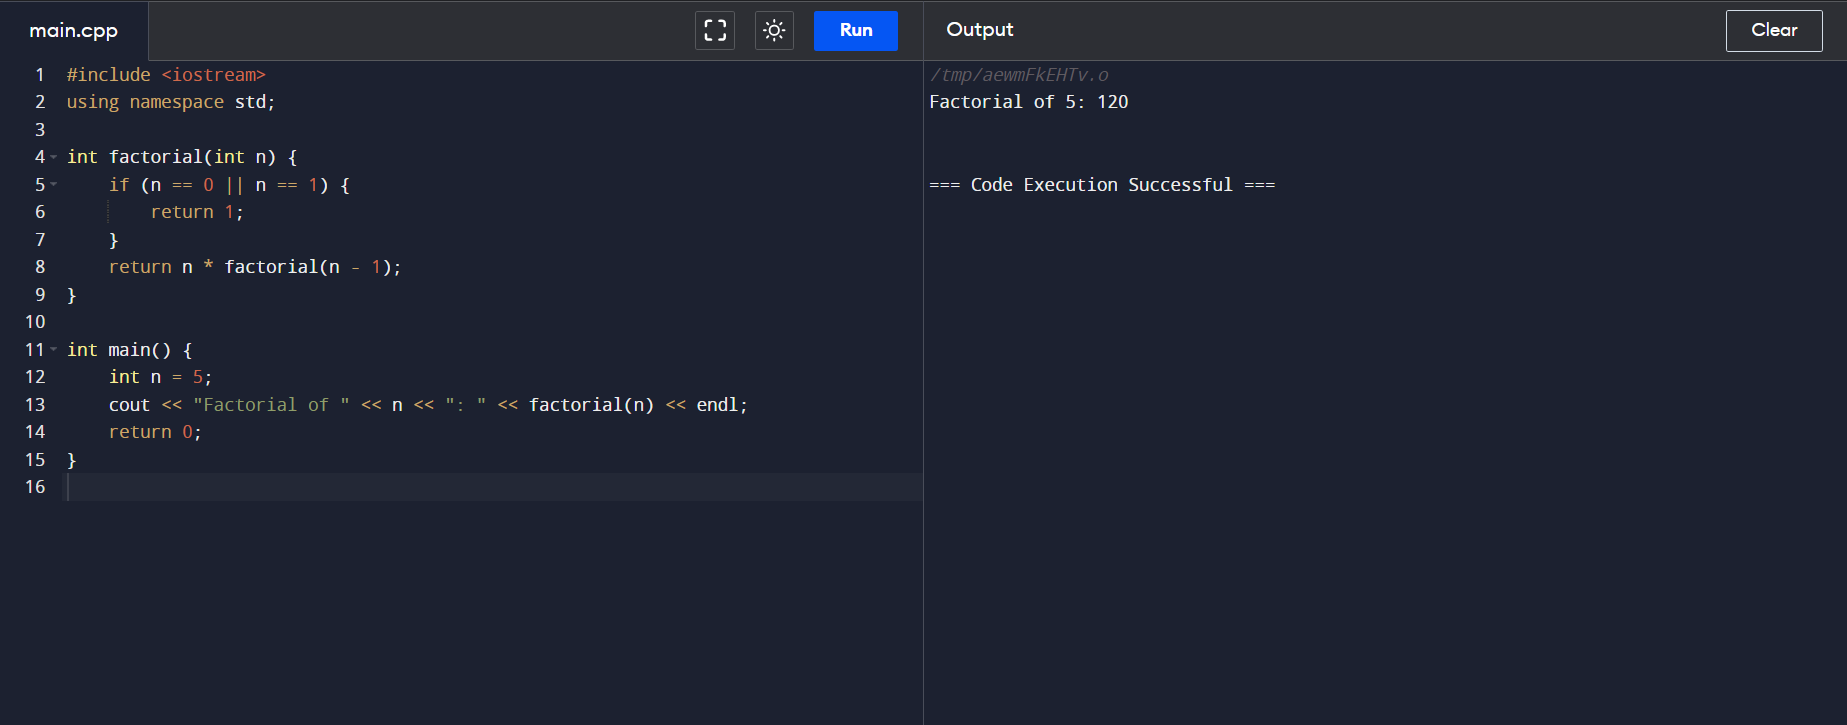 main.cpp
Run
Output
Clear
1 #include <iostream>
2 using namespace std;
3
4 int factorial(int n) {
5     if (n == 0 || n == 1) {
6         return 1;
7     }
8     return n * factorial(n - 1);
9 }
10
11 int main() {
12     int n = 5;
13     cout << "Factorial of " << n << ": " << factorial(n) << endl;
14     return 0;
15 }
16
/tmp/aewmFkEHTv.o
Factorial of 5: 120
=== Code Execution Successful ===